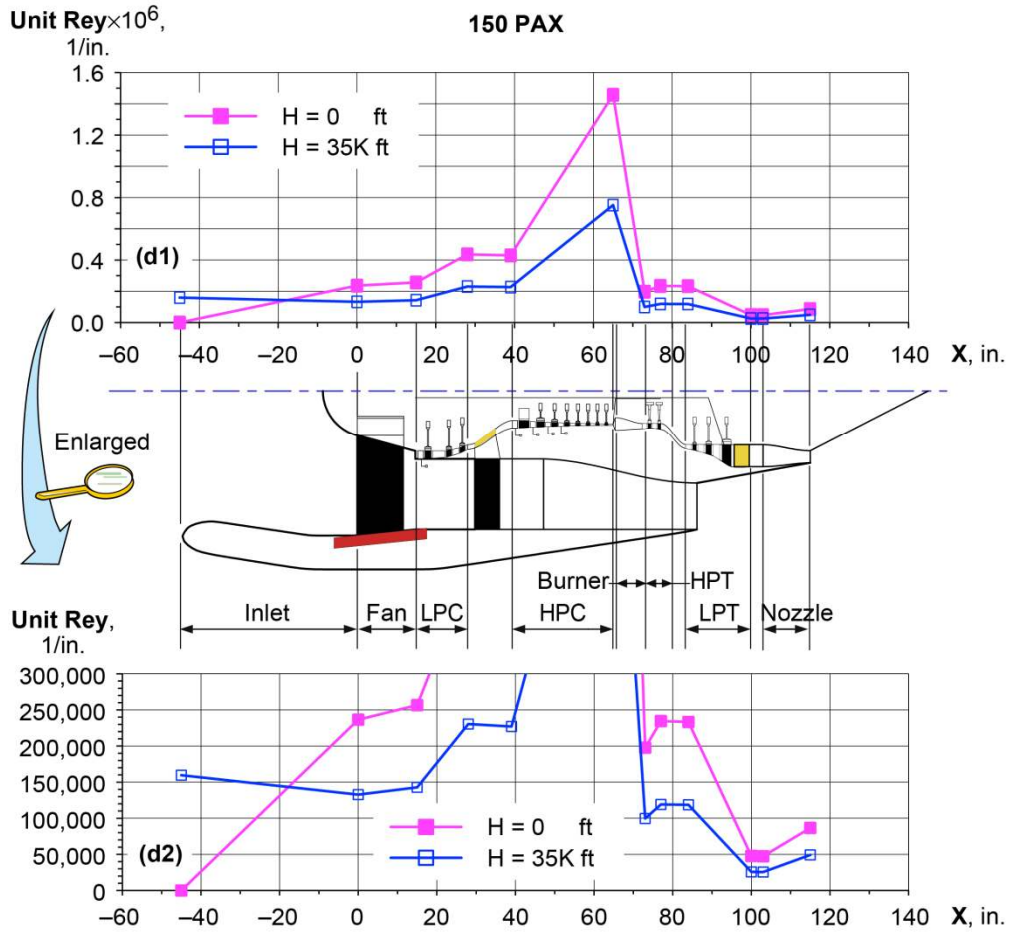 Unit Rey×10⁶,
1/in.
150 PAX
1.6
1.2
0.8
0.4
0.0
H = 0 ft
H = 35K ft
(d1)
–60 –40 –20 0 20 40 60 80 100 120 140 X, in.
Enlarged
Burner HPT
Inlet Fan LPC HPC LPT Nozzle
Unit Rey,
1/in.
300,000
250,000
200,000
150,000
100,000
50,000
0
H = 0 ft
H = 35K ft
(d2)
–60 –40 –20 0 20 40 60 80 100 120 140 X, in.